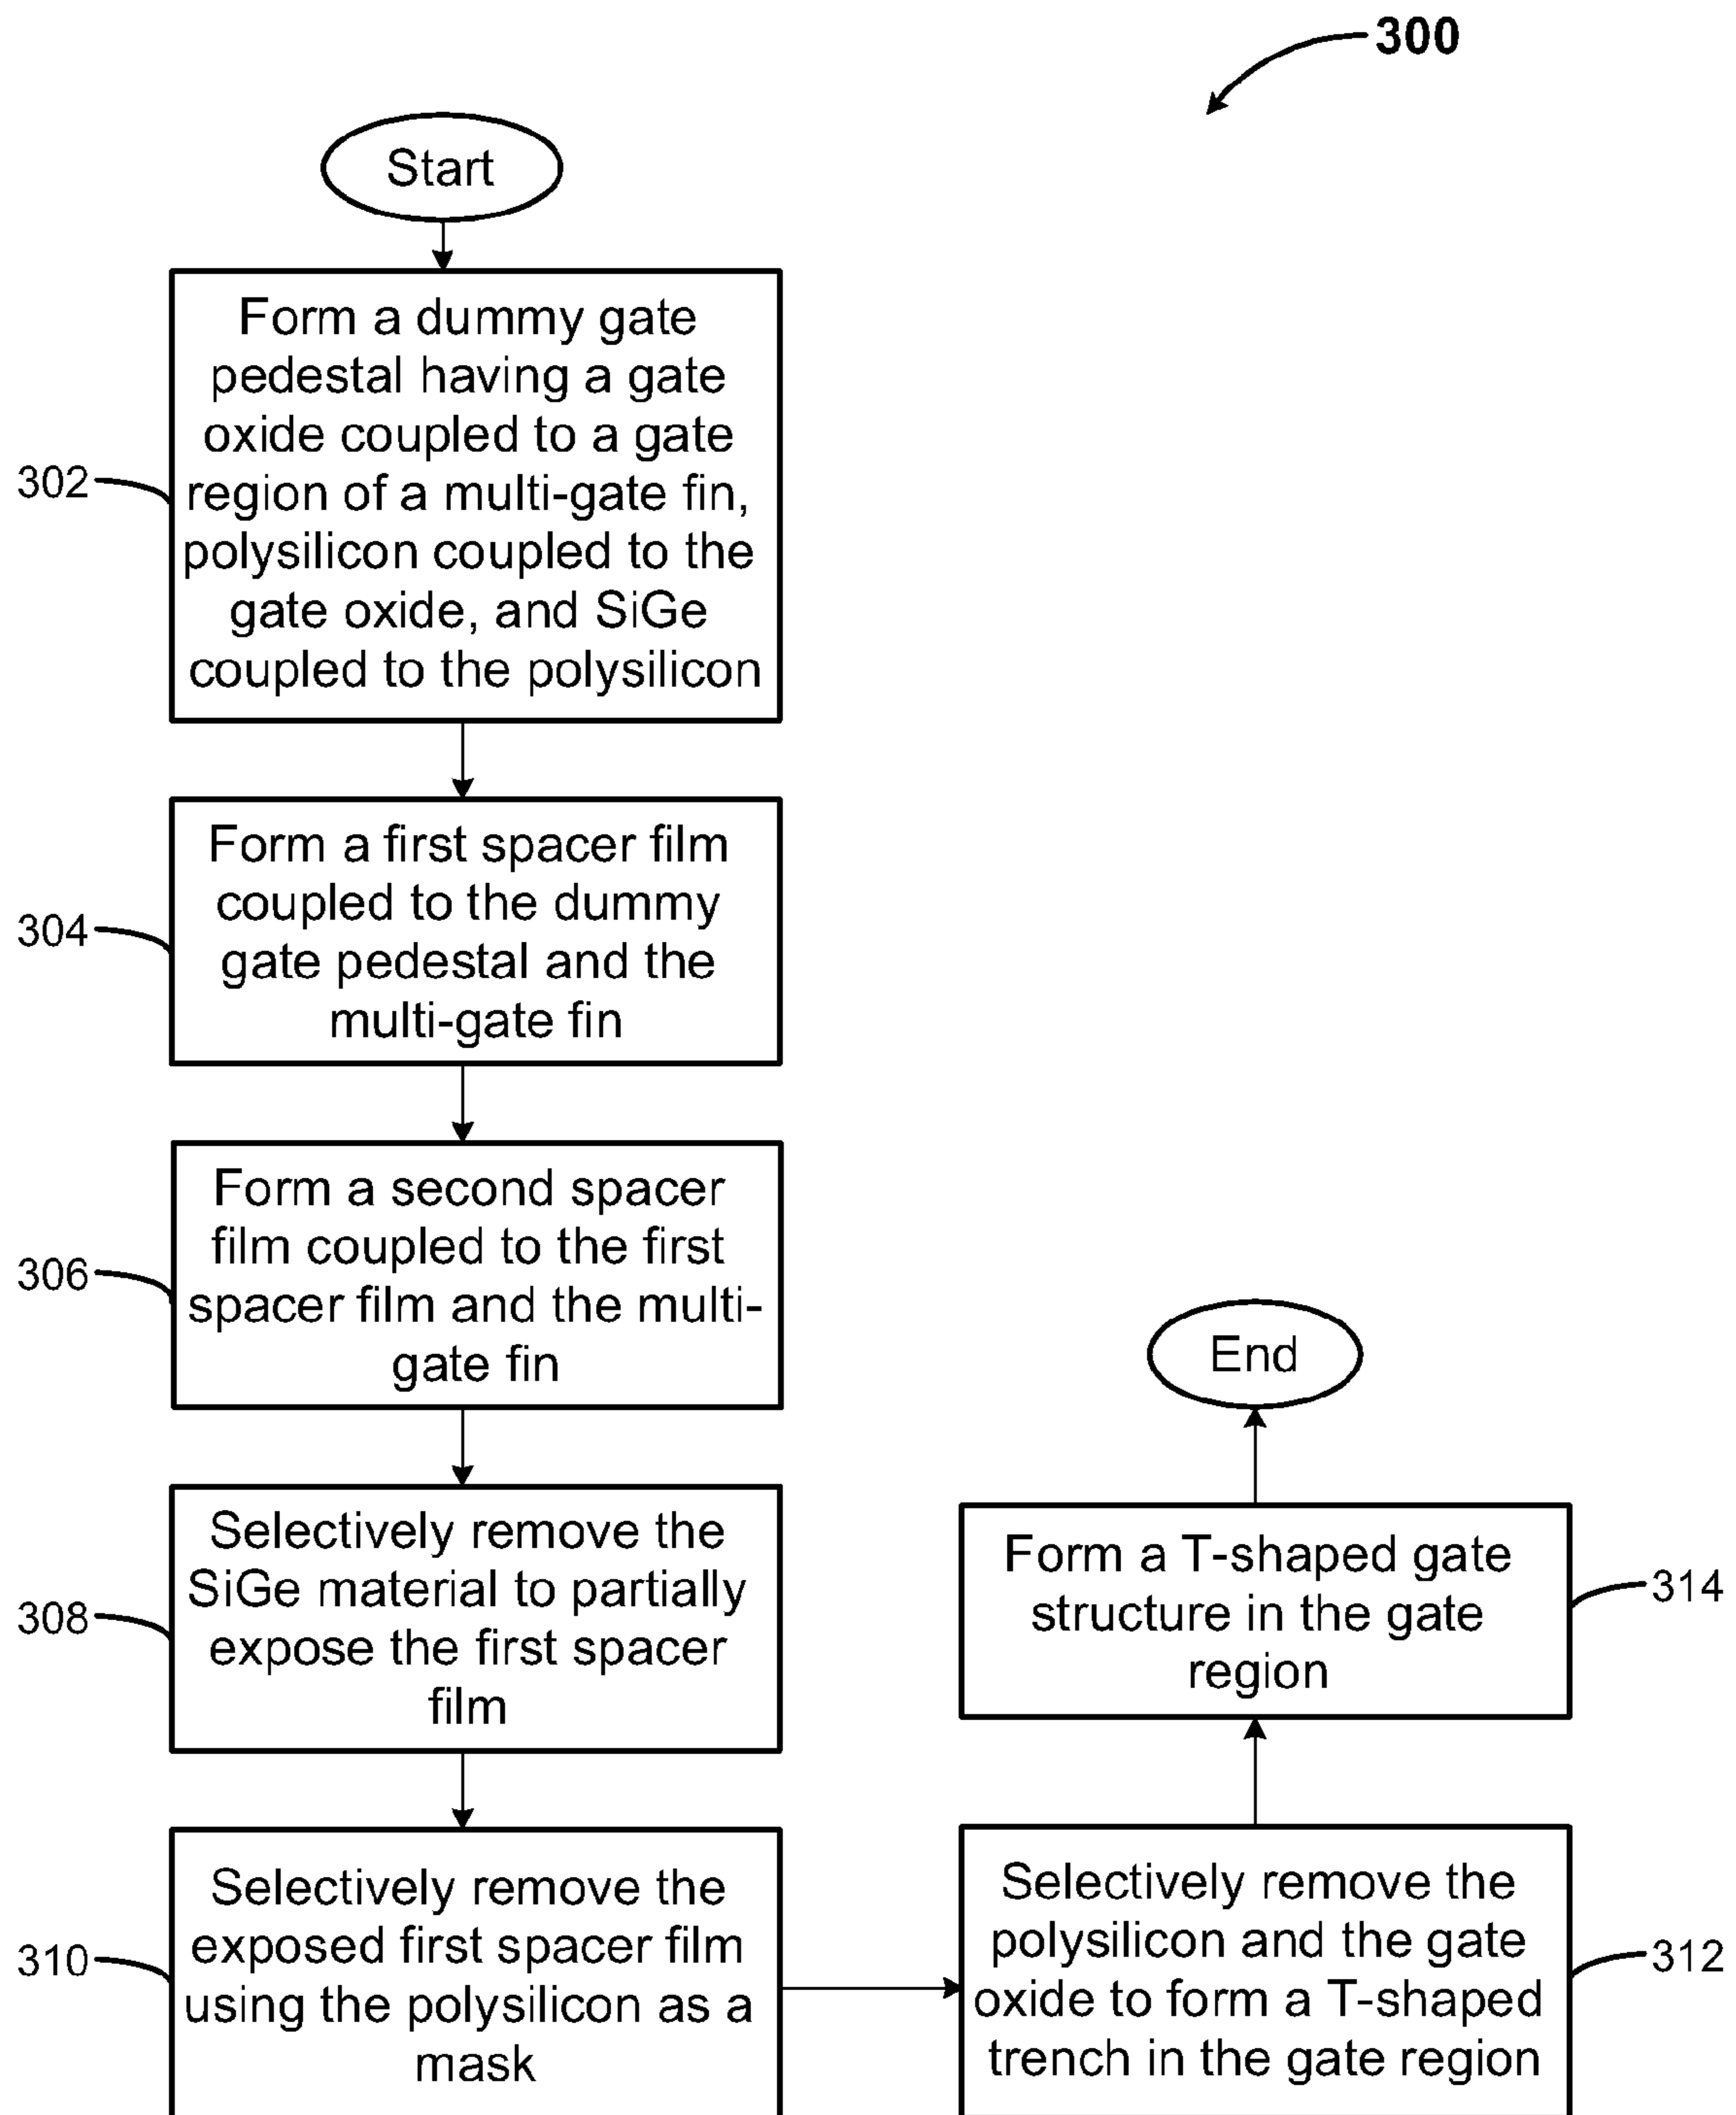 300
Start
302
Form a dummy gate
pedestal having a gate
oxide coupled to a gate
region of a multi-gate fin,
polysilicon coupled to the
gate oxide, and SiGe
coupled to the polysilicon
304
Form a first spacer film
coupled to the dummy
gate pedestal and the
multi-gate fin
306
Form a second spacer
film coupled to the first
spacer film and the multi-
gate fin
308
Selectively remove the
SiGe material to partially
expose the first spacer
film
310
Selectively remove the
exposed first spacer film
using the polysilicon as a
mask
312
Selectively remove the
polysilicon and the gate
oxide to form a T-shaped
trench in the gate region
314
Form a T-shaped gate
structure in the gate
region
End